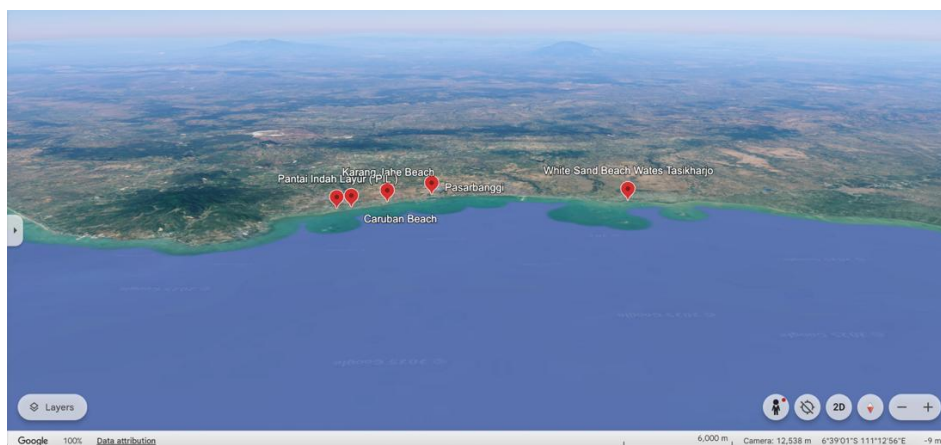 White Sand Beach Wates Tasikharjo
Karang Jahe Beach
Pantai Indah Layur ("PIL")
Pasarbanggi
Caruban Beach
Layers
2D
Google
100%
Data attribution
6,000 m
Camera: 12,538 m
6°39'01"S 111°12'56"E
-9 m